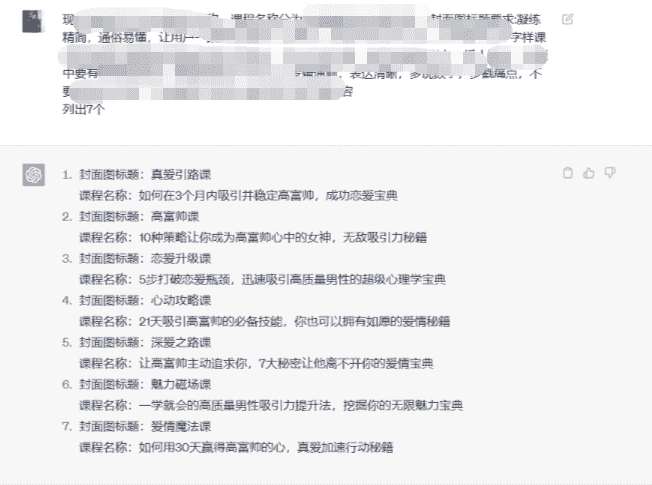 课程名称分为
封面图标题要求:凝练
精简，通俗易懂，让用户一
字样课
中要有
表达清晰，多说数字，少戳痛点，不
要
容
列出7个
1. 封面图标题：真爱引路课
课程名称：如何在3个月内吸引并稳定高富帅，成功恋爱宝典
2. 封面图标题：高富帅课
课程名称：10种策略让你成为高富帅心中的女神，无敌吸引力秘籍
3. 封面图标题：恋爱升级课
课程名称：5步打破恋爱瓶颈，迅速吸引高质量男性的超级心理学宝典
4. 封面图标题：心动攻略课
课程名称：21天吸引高富帅的必备技能，你也可以拥有如愿的爱情秘籍
5. 封面图标题：深爱之路课
课程名称：让高富帅主动追求你，7大秘密让他离不开你的爱情宝典
6. 封面图标题：魅力磁场课
课程名称：一学就会的高质量男性吸引力提升法，挖掘你的无限魅力宝典
7. 封面图标题：爱情魔法课
课程名称：如何用30天赢得高富帅的心，真爱加速行动秘籍